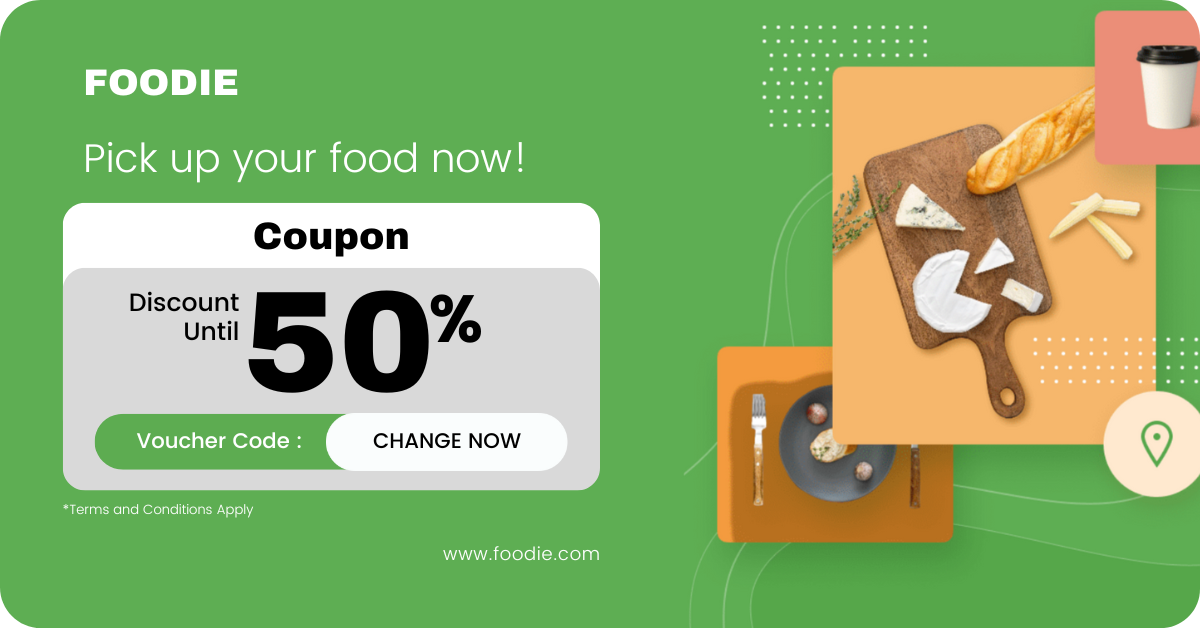 FOODIE
Pick up your food now!
Coupon
Discount
Until
50%
Voucher Code :
CHANGE NOW
*Terms and Conditions Apply
www.foodie.com